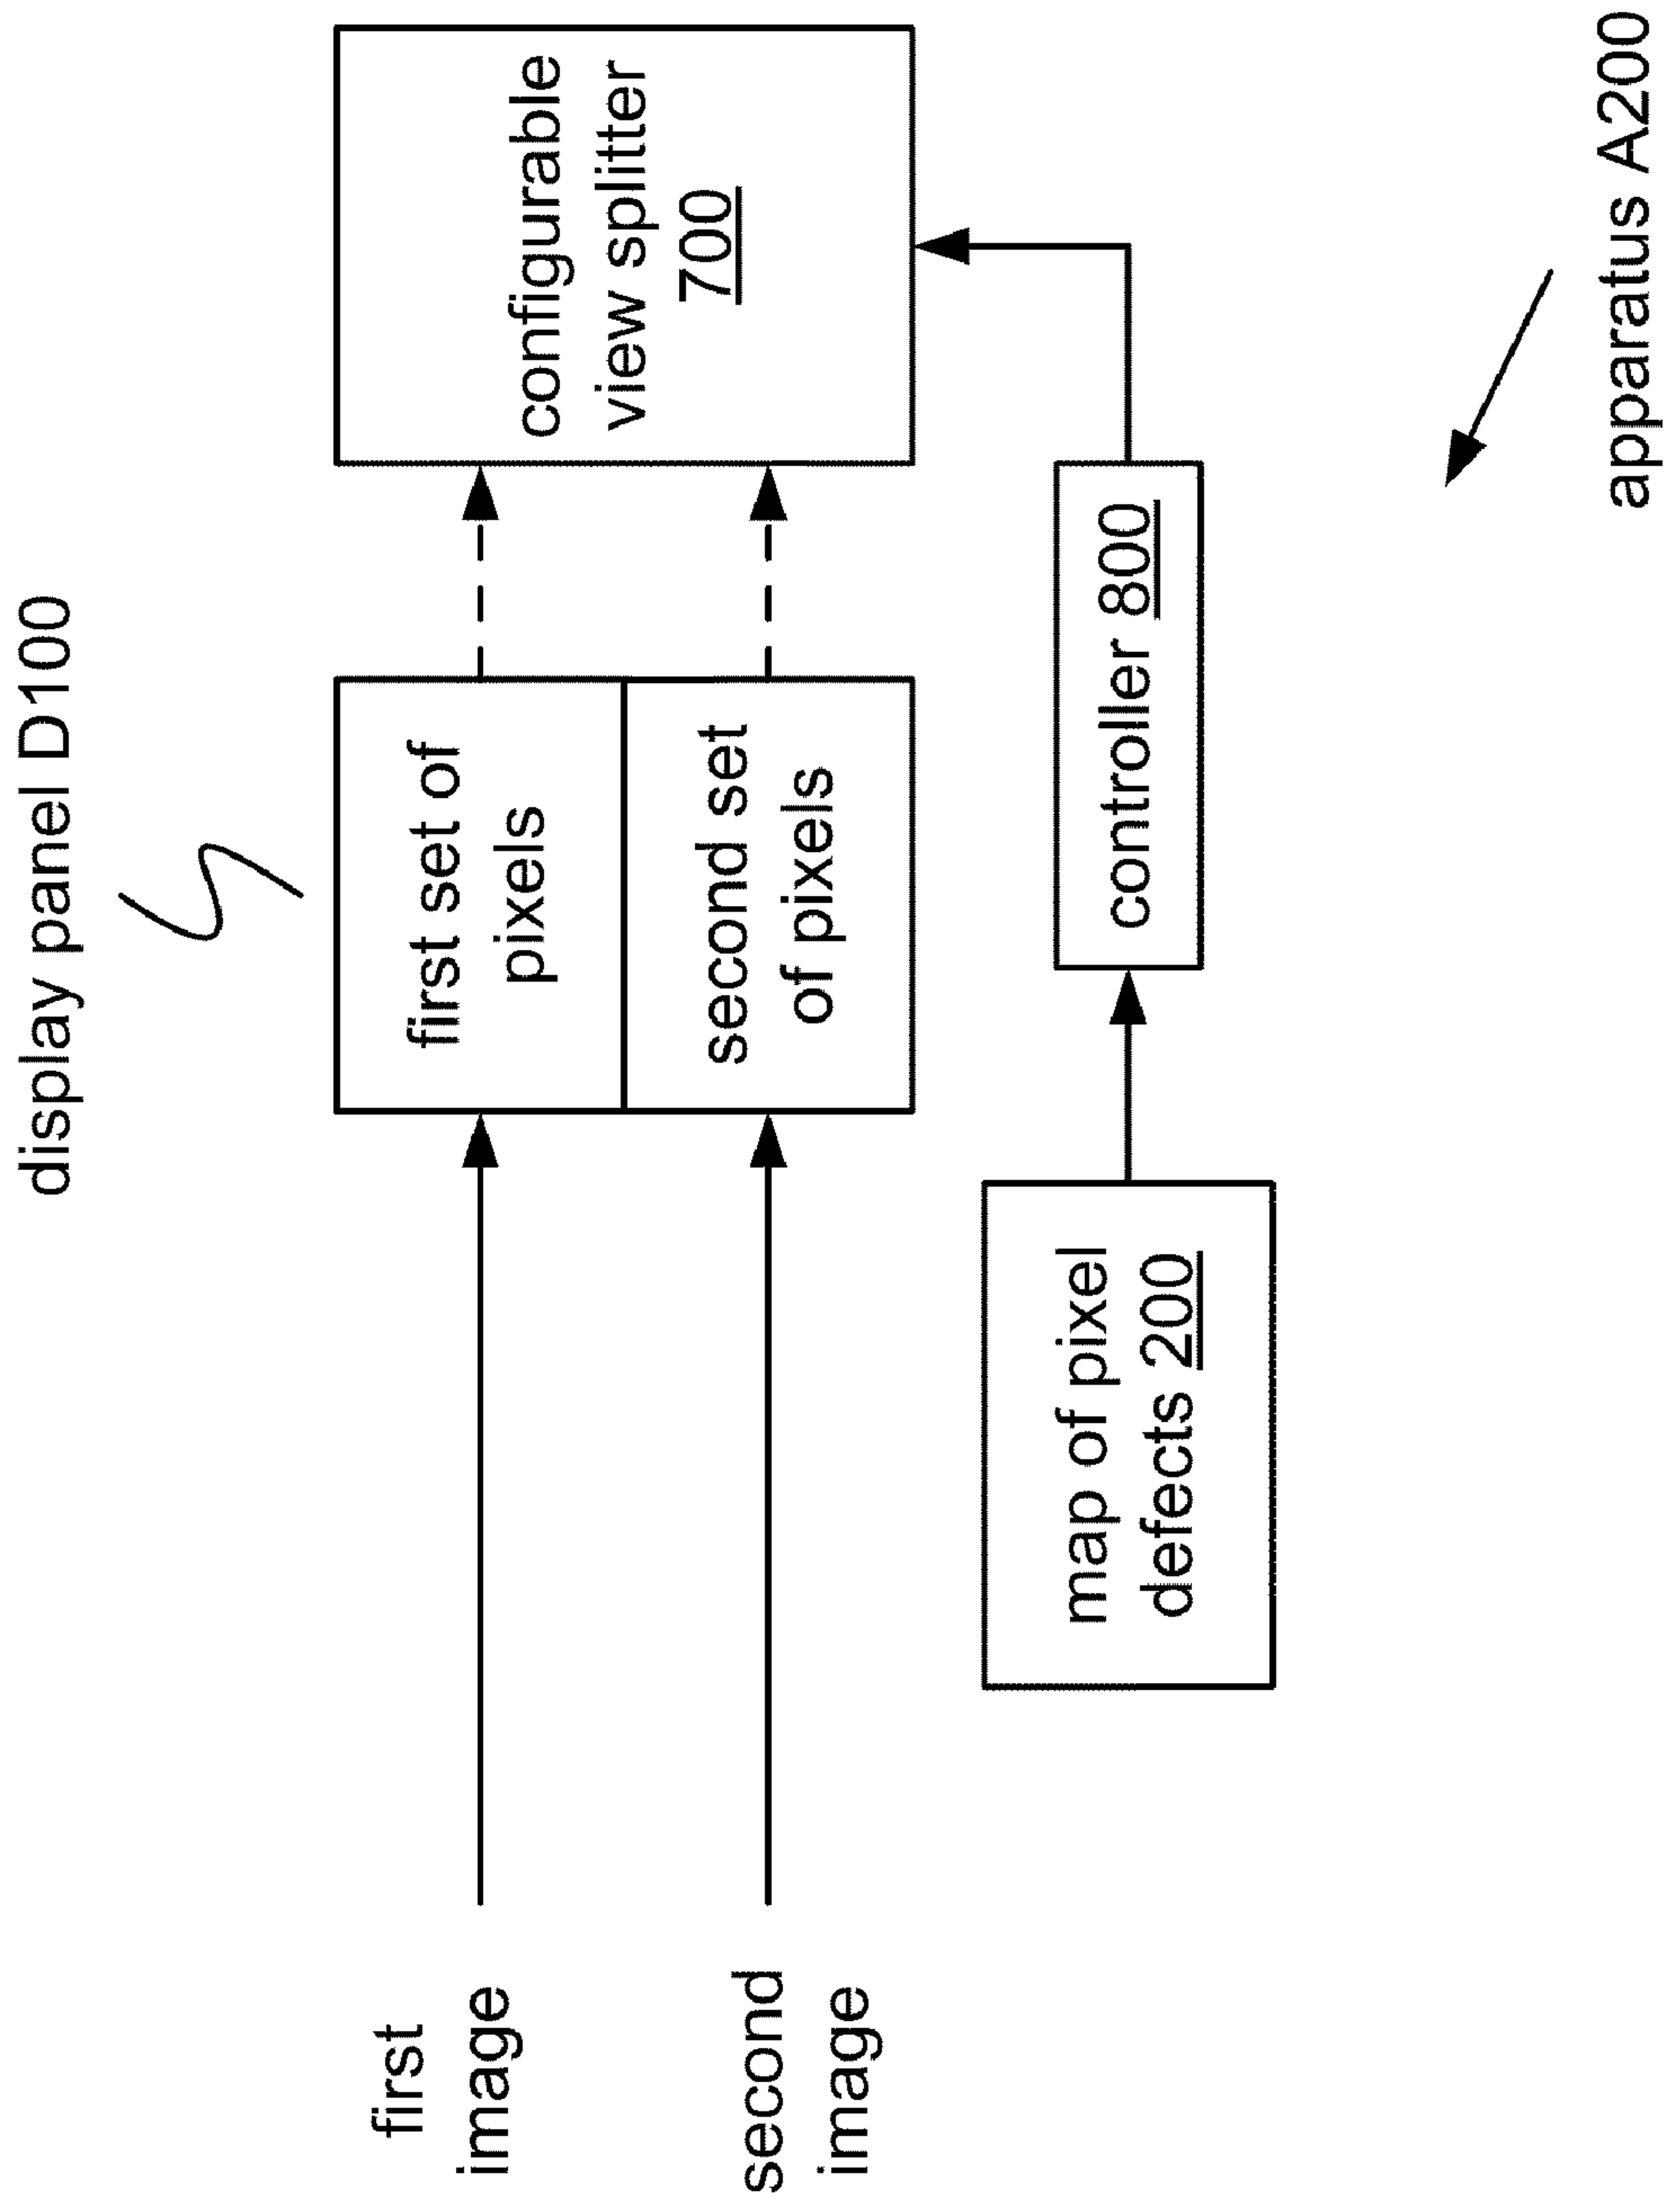 display panel D100
first
image
first set of
pixels
configurable
view splitter
700
second
image
second set
of pixels
map of pixel
defects 200
controller 800
apparatus A200